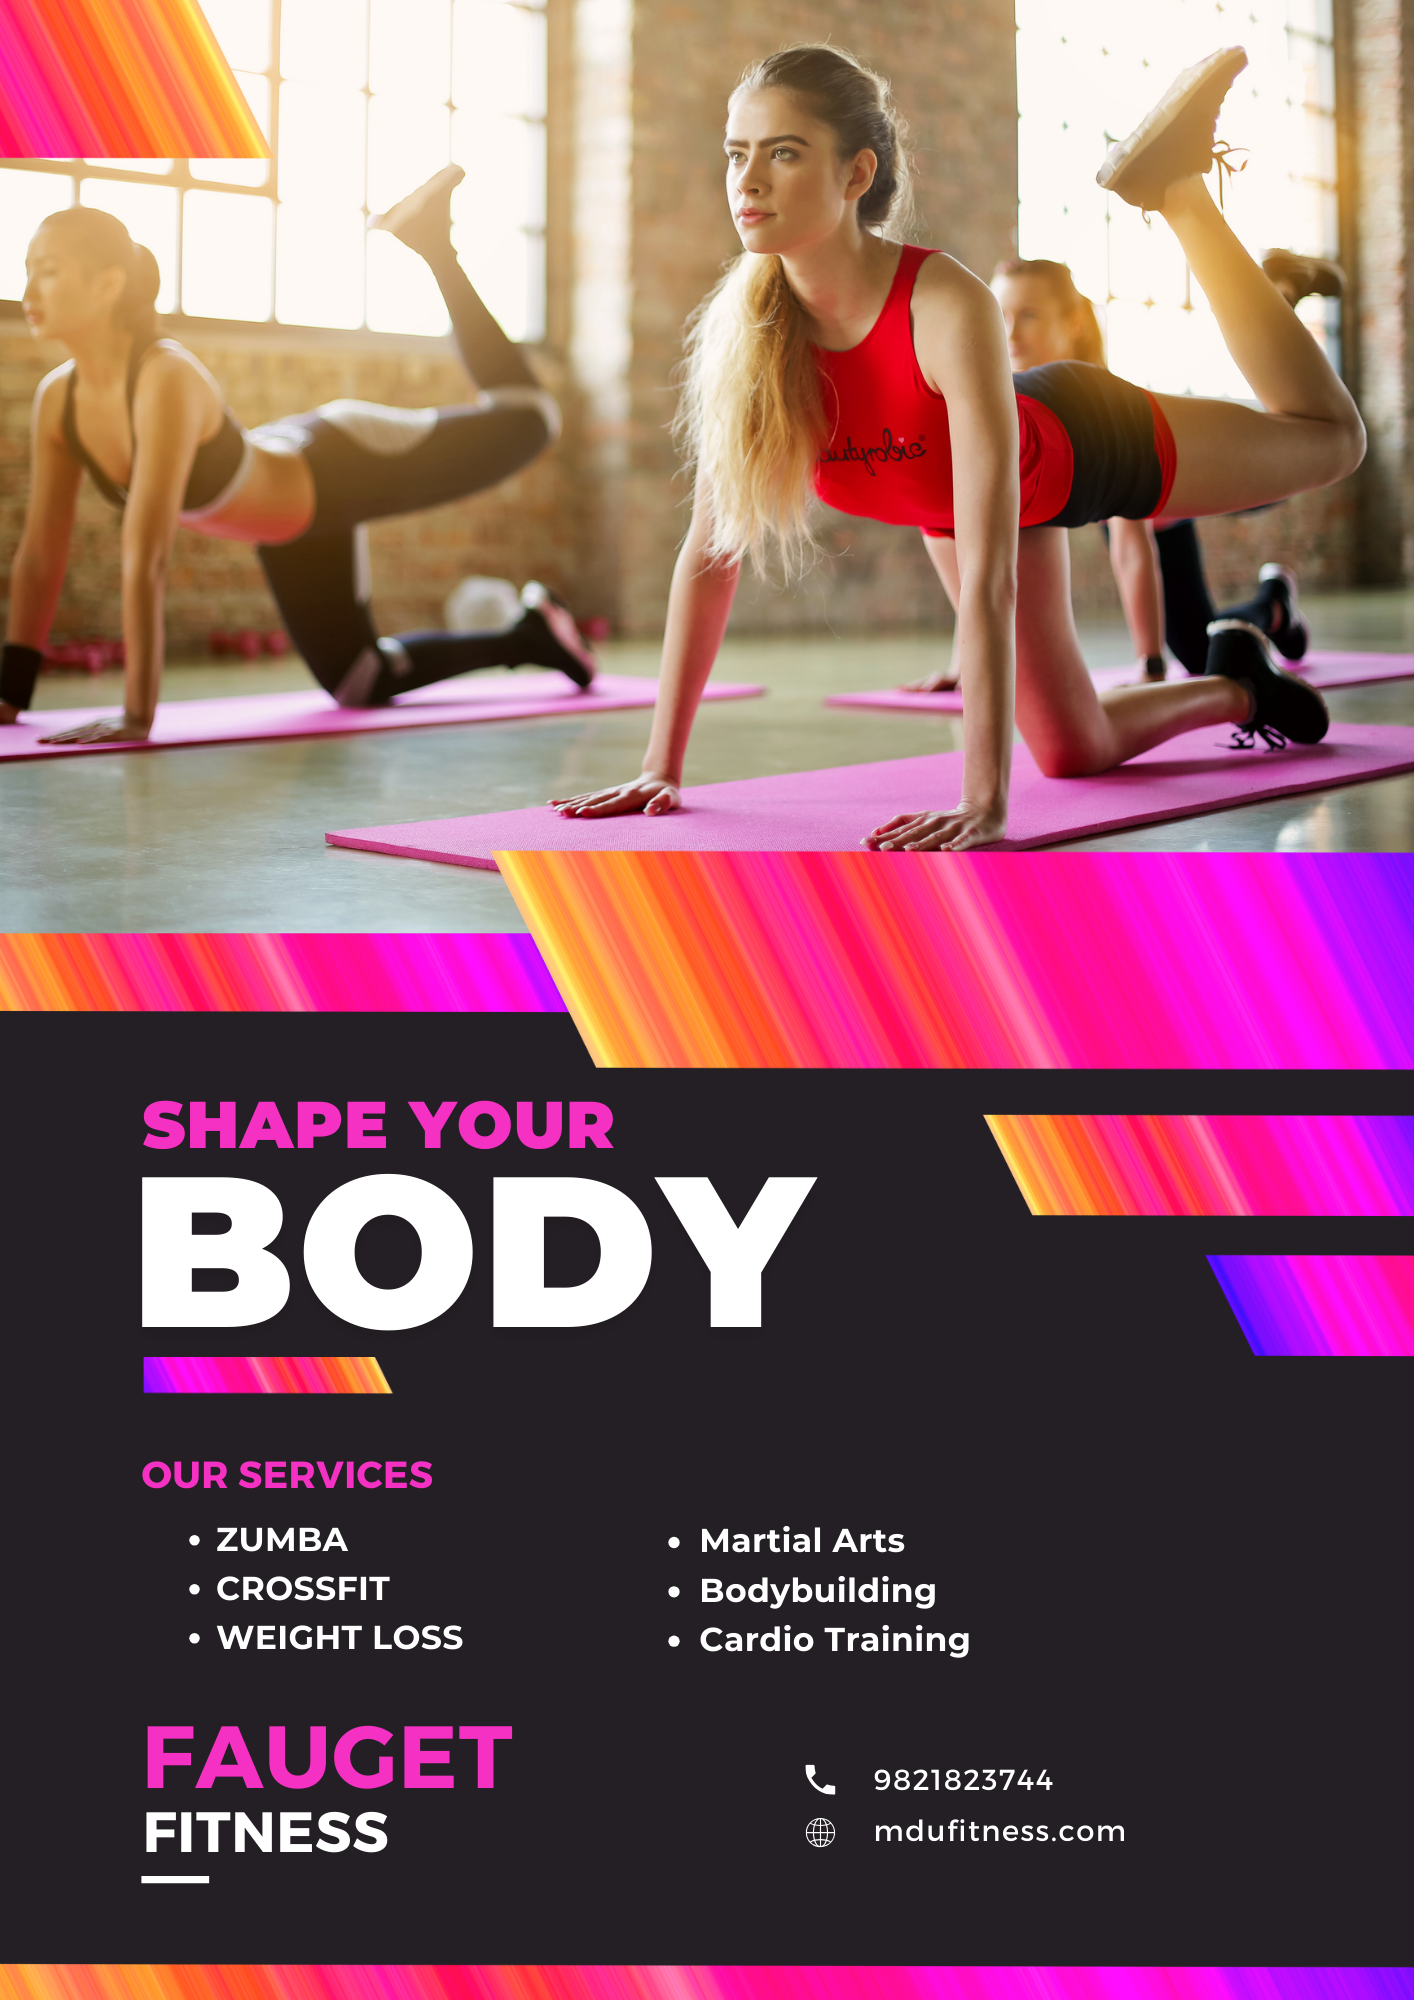 SHAPE YOUR
BODY
OUR SERVICES
ZUMBA
CROSSFIT
WEIGHT LOSS
Martial Arts
Bodybuilding
Cardio Training
FAUGET
FITNESS
9821823744
mdufitness.com